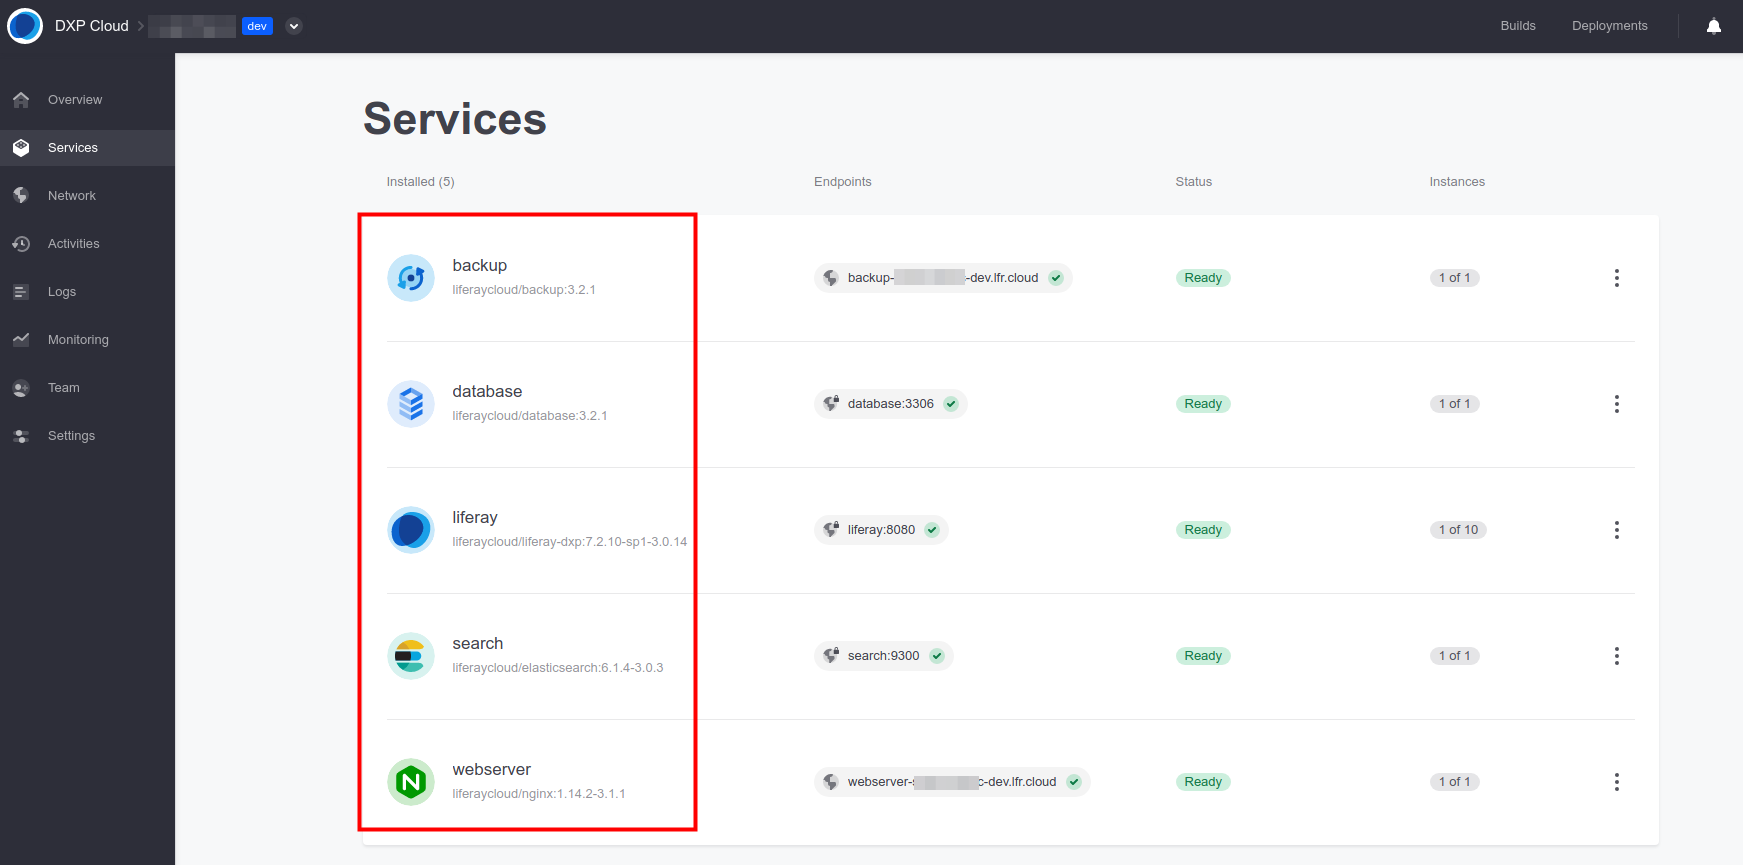 DXP Cloud dev Builds Deployments
Overview
Services
Network
Activities
Logs
Monitoring
Team
Settings
Services
Installed (5) Endpoints Status Instances
backup
liferaycloud/backup:3.2.1
backup- -dev.lfr.cloud Ready 1 of 1
database
liferaycloud/database:3.2.1
database:3306 Ready 1 of 1
liferay
liferaycloud/liferay-dxp:7.2.10-sp1-3.0.14
liferay:8080 Ready 1 of 10
search
liferaycloud/elasticsearch:6.1.4-3.0.3
search:9300 Ready 1 of 1
webserver
liferaycloud/nginx:1.14.2-3.1.1
webserver- c-dev.lfr.cloud Ready 1 of 1